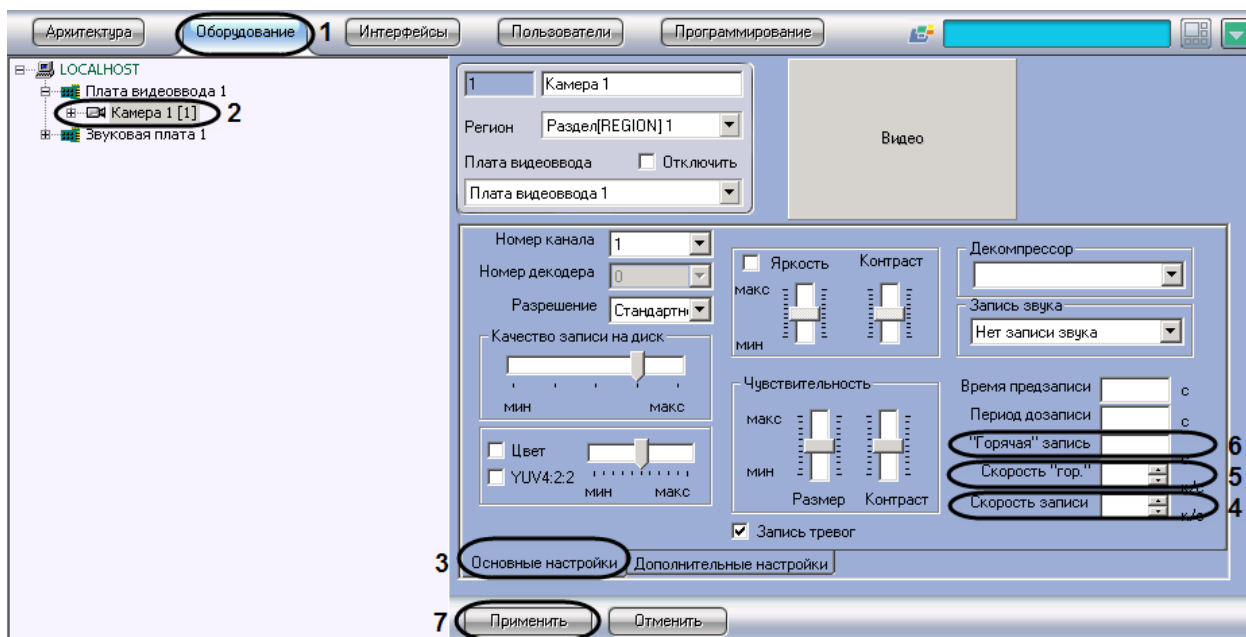 Архитектура Оборудование 1 Интерфейсы Пользователи Программирование
LOCALHOST
Плата видеоввода 1
Камера 1 [1] 2
Звуковая плата 1
1 Камера 1
Регион Раздел[REGION] 1
Плата видеоввода Отключить
Плата видеоввода 1
Видео
Номер канала 1
Номер декодера 0
Разрешение Стандартн
Качество записи на диск
мин макс
Цвет
YUV4:2:2
мин макс
Яркость Контраст
макс
мин
Чувствительность
макс
мин
Размер Контраст
Запись тревог
Декомпрессор
Запись звука
Нет записи звука
Время предзаписи с
Период дозаписи с
"Горячая" запись 6
Скорость "гор." к/с 5
Скорость записи к/с 4
3 Основные настройки Дополнительные настройки
7 Применить Отменить